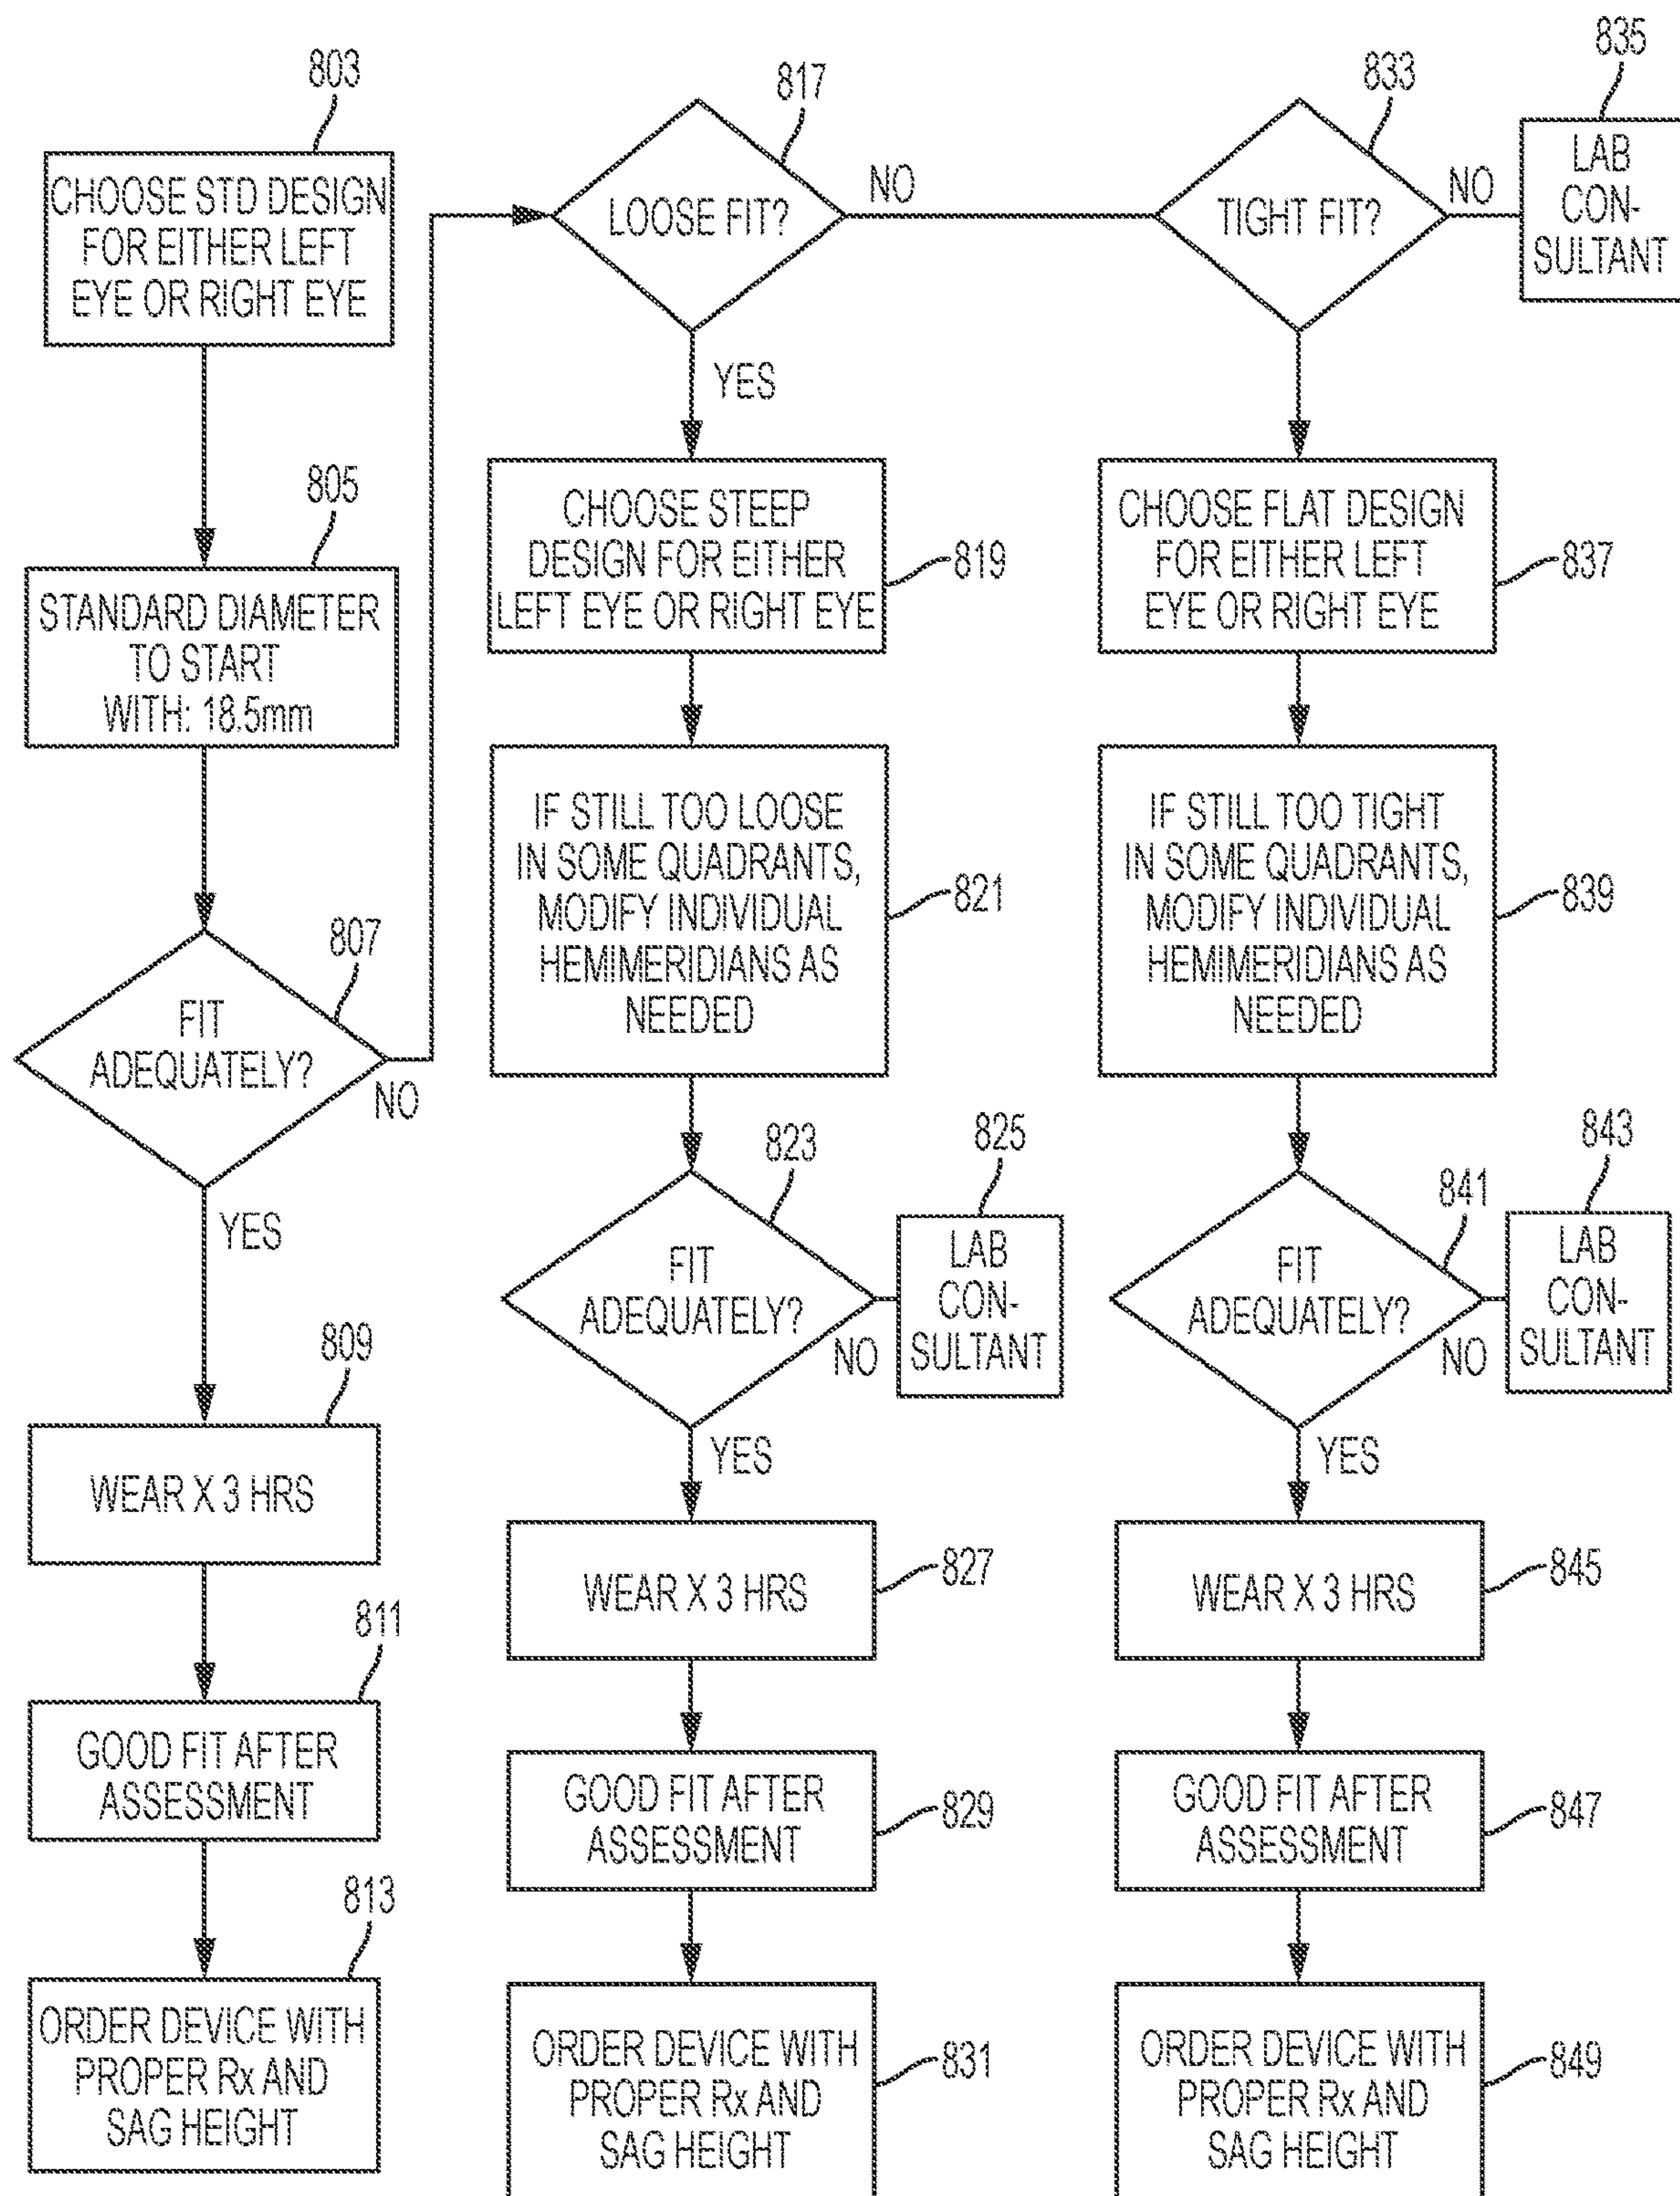 803
CHOOSE STD DESIGN
FOR EITHER LEFT
EYE OR RIGHT EYE
805
STANDARD DIAMETER
TO START
WITH: 18.5mm
807
FIT
ADEQUATELY?
NO
YES
809
WEAR X 3 HRS
811
GOOD FIT AFTER
ASSESSMENT
813
ORDER DEVICE WITH
PROPER Rx AND
SAG HEIGHT
817
LOOSE FIT?
NO
YES
CHOOSE STEEP
DESIGN FOR EITHER
LEFT EYE OR RIGHT EYE
819
IF STILL TOO LOOSE
IN SOME QUADRANTS,
MODIFY INDIVIDUAL
HEMIMERIDIANS AS
NEEDED
821
823
FIT
ADEQUATELY?
NO
825
LAB
CON-
SULTANT
YES
WEAR X 3 HRS
827
GOOD FIT AFTER
ASSESSMENT
829
ORDER DEVICE WITH
PROPER Rx AND
SAG HEIGHT
831
833
TIGHT FIT?
NO
835
LAB
CON-
SULTANT
CHOOSE FLAT DESIGN
FOR EITHER LEFT
EYE OR RIGHT EYE
837
IF STILL TOO TIGHT
IN SOME QUADRANTS,
MODIFY INDIVIDUAL
HEMIMERIDIANS AS
NEEDED
839
841
FIT
ADEQUATELY?
NO
843
LAB
CON-
SULTANT
YES
WEAR X 3 HRS
845
GOOD FIT AFTER
ASSESSMENT
847
ORDER DEVICE WITH
PROPER Rx AND
SAG HEIGHT
849